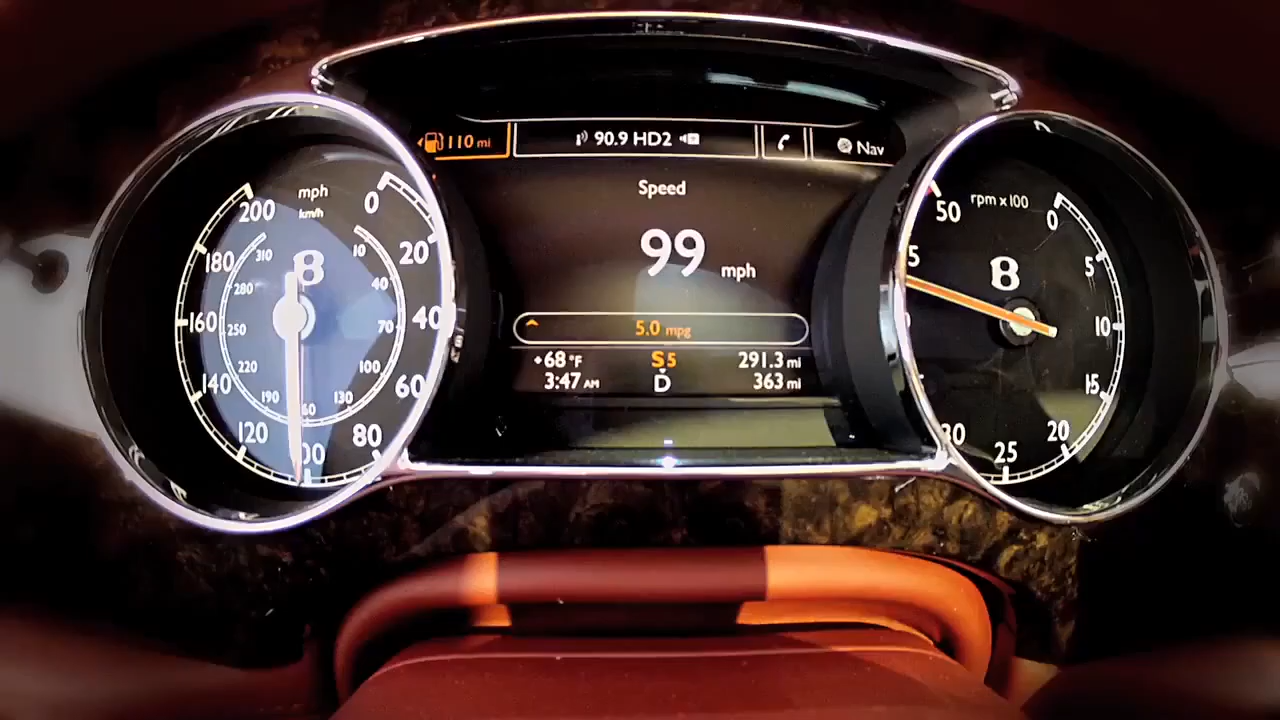 110 mi
90.9 HD2
Nav
Speed
99 mph
5.0 mpg
+68 °F
S 5
291.3 mi
3:47 AM
D
363 mi
mph
km/h
0
20
40
60
80
120
140
160
180
200
10
40
70
100
130
190
220
250
280
310
B
rpm x 100
0
5
10
15
20
25
30
50
B